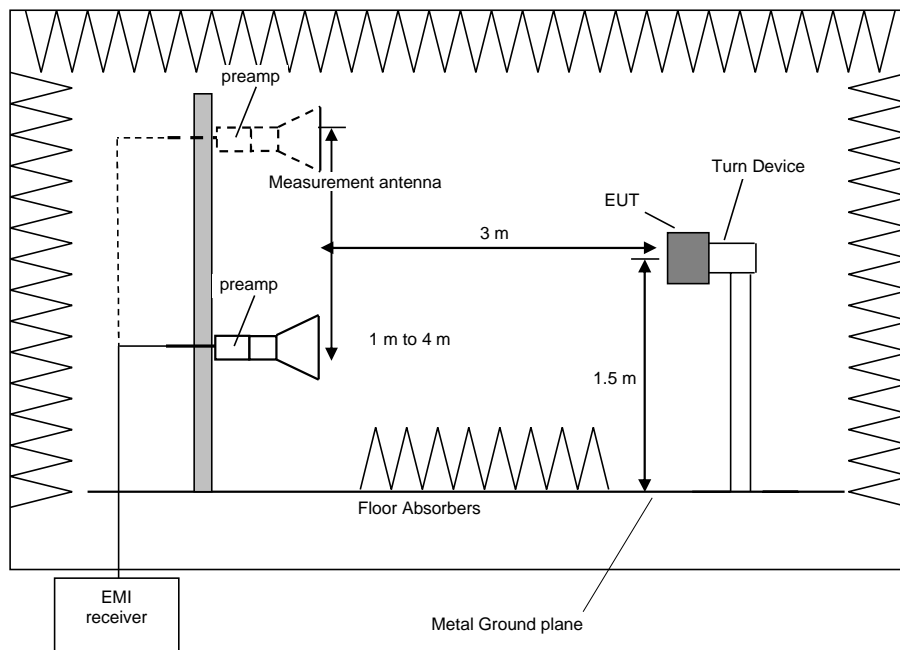 preamp
Measurement antenna
Turn Device
EUT
3 m
preamp
1 m to 4 m
1.5 m
Floor Absorbers
EMI
receiver
Metal Ground plane